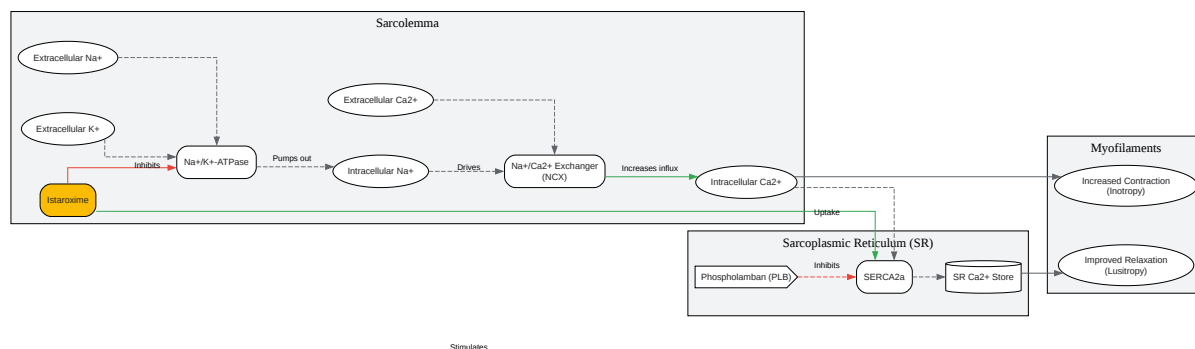 Sarcolemma
Extracellular Na+
Extracellular Ca2+
Extracellular K+
Inhibits
Na+/K+-ATPase
Pumps out
Intracellular Na+
Drives
Na+/Ca2+ Exchanger
(NCX)
Increases influx
Intracellular Ca2+
Istaroxime
Uptake
Myofilaments
Increased Contraction
(Inotropy)
Improved Relaxation
(Lusitropy)
Sarcoplasmic Reticulum (SR)
Phospholamban (PLB)
Inhibits
SERCA2a
SR Ca2+ Store
Stimulates